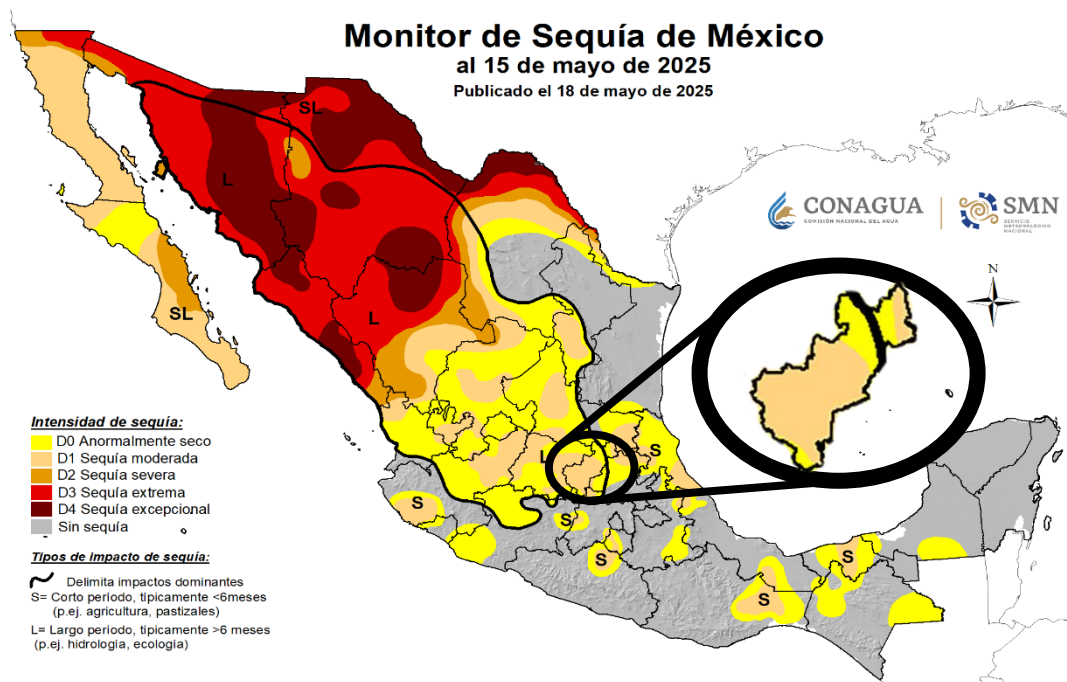 Monitor de Sequía de México
al 15 de mayo de 2025
Publicado el 18 de mayo de 2025
CONAGUA
COMISIÓN NACIONAL DEL AGUA
SMN
SERVICIO
METEOROLÓGICO
NACIONAL
N
SL
L
L
SL
L
S
S
S
S
S
S
Intensidad de sequía:
D0 Anormalmente seco
D1 Sequía moderada
D2 Sequía severa
D3 Sequía extrema
D4 Sequía excepcional
Sin sequía
Tipos de impacto de sequía:
Delimita impactos dominantes
S= Corto período, tipicamente <6meses
(p.ej. agricultura, pastizales)
L= Largo periodo, tipicamente >6 meses
(p.ej. hidrología, ecología)